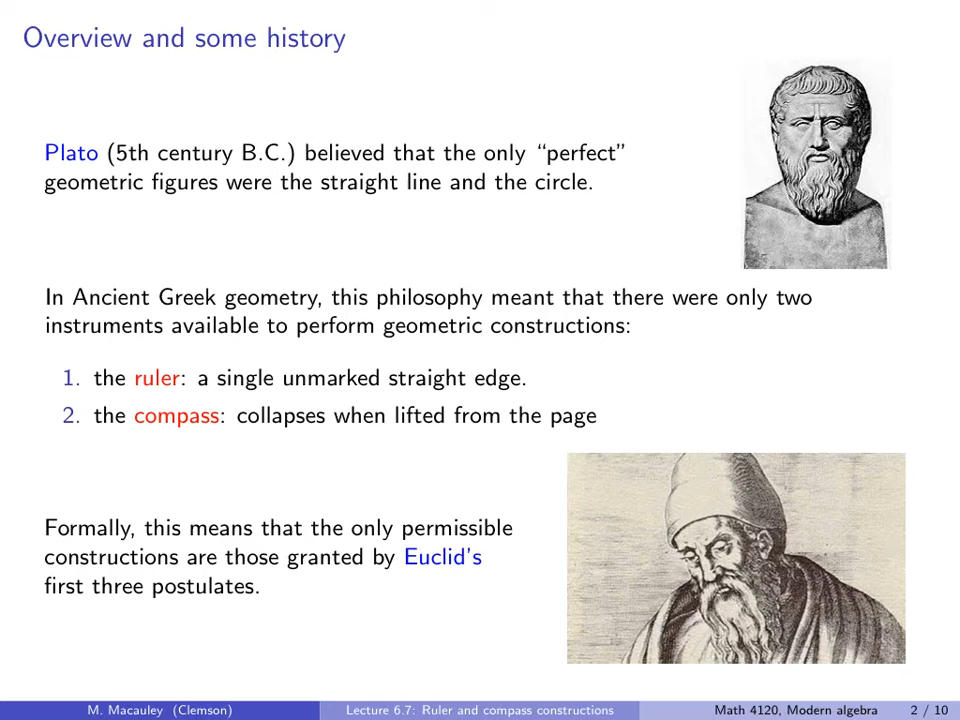 Overview and some history
Plato (5th century B.C.) believed that the only “perfect”
geometric figures were the straight line and the circle.
In Ancient Greek geometry, this philosophy meant that there were only two
instruments available to perform geometric constructions:
1. the ruler: a single unmarked straight edge.
2. the compass: collapses when lifted from the page
Formally, this means that the only permissible
constructions are those granted by Euclid’s
first three postulates.
M. Macauley (Clemson) Lecture 6.7: Ruler and compass constructions Math 4120, Modern algebra 2 / 10